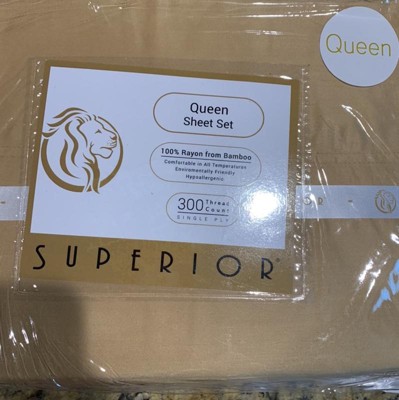 Queen
Queen
Sheet Set
100% Rayon from Bamboo
Comfortable in All Temperatures
Environmentally Friendly
Hypoallergenic
300 Thread Count
SINGLE PLY
SUPERIOR